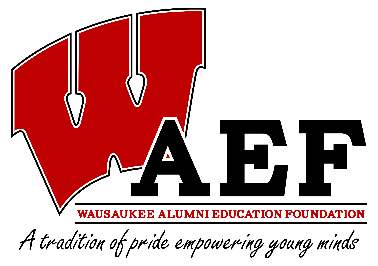 WAEF
WAUSAUKEE ALUMNI EDUCATION FOUNDATION
A tradition of pride empowering young minds